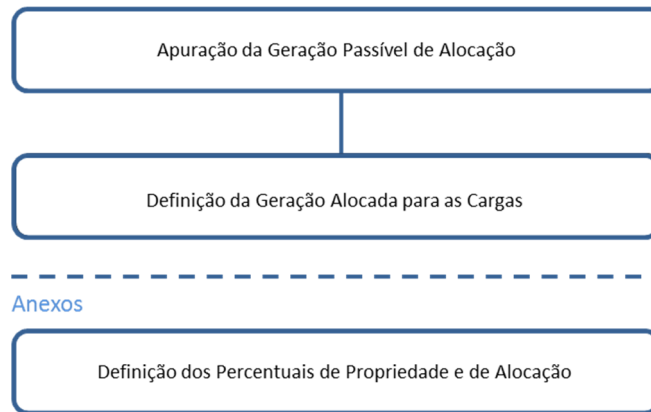 Apuração da Geração Passível de Alocação
Definição da Geração Alocada para as Cargas
Anexos
Definição dos Percentuais de Propriedade e de Alocação